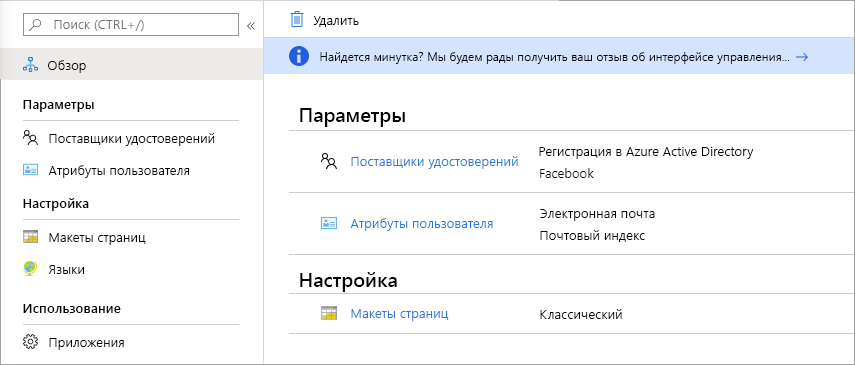 Поиск (CTRL+/)
«
Обзор
Параметры
Поставщики удостоверений
Атрибуты пользователя
Настройка
Макеты страниц
Языки
Использование
Приложения
Удалить
Найдется минутка? Мы будем рады получить ваш отзыв об интерфейсе управления... →
Параметры
Поставщики удостоверений
Регистрация в Azure Active Directory
Facebook
Атрибуты пользователя
Электронная почта
Почтовый индекс
Настройка
Макеты страниц
Классический